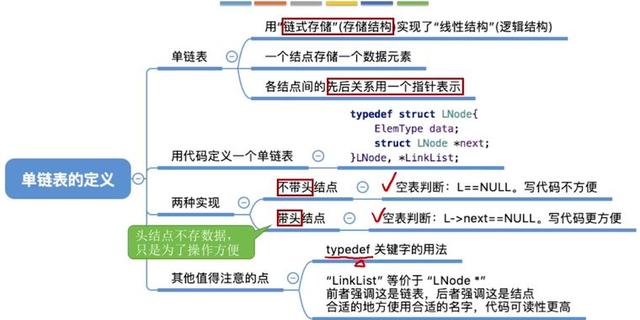 用“链式存储”(存储结构)实现了“线性结构”(逻辑结构)
单链表
一个结点存储一个数据元素
各结点间的先后关系用一个指针表示
typedef struct LNode{
ElemType data;
struct LNode *next;
}LNode, *LinkList;
用代码定义一个单链表
单链表的定义
不带头结点
空表判断：L==NULL。写代码不方便
两种实现
带头结点
空表判断：L->next==NULL。写代码更方便
头结点不存数据，
只是为了操作方便
typedef 关键字的用法
其他值得注意的点
“LinkList” 等价于 “LNode *”
前者强调这是链表，后者强调这是结点
合适的地方使用合适的名字，代码可读性更高